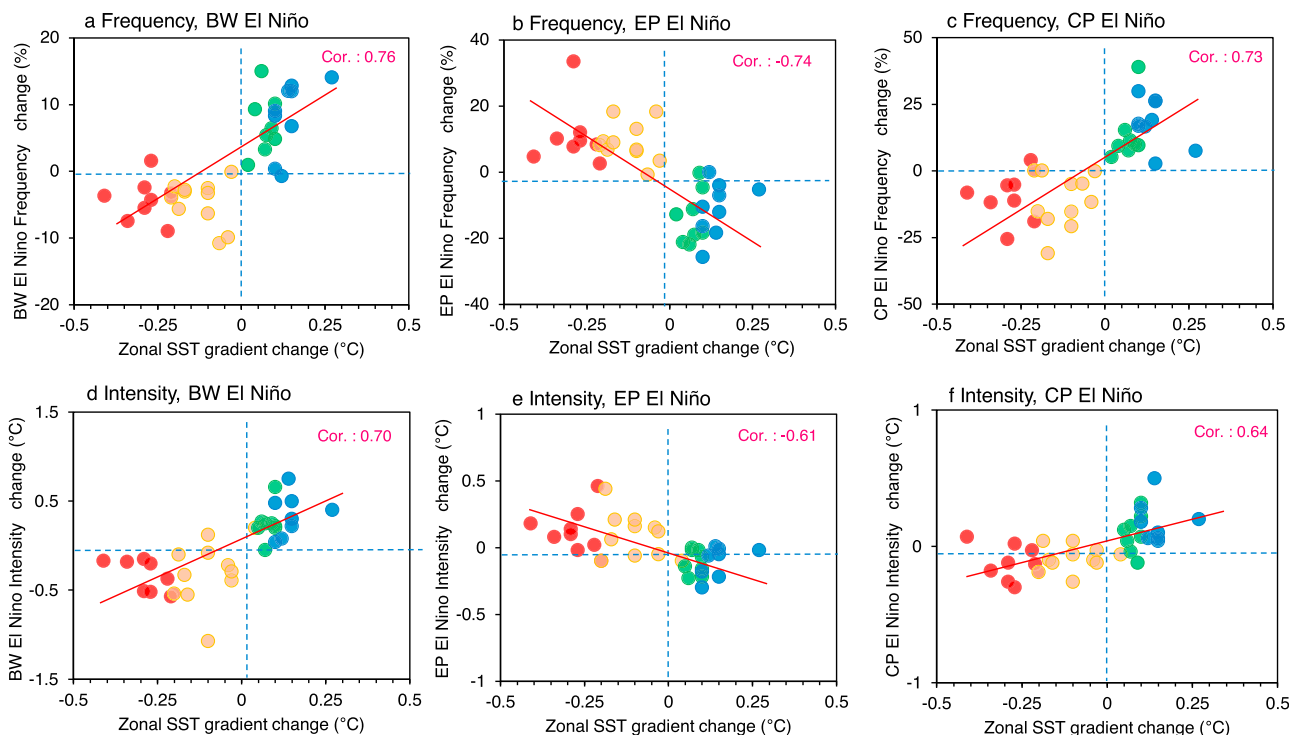 a Frequency, BW El Niño
BW El Nino Frequency change (%)
20
10
0
-10
-20
Cor. : 0.76
-0.5
-0.25
0
0.25
0.5
Zonal SST gradient change (°C)
b Frequency, EP El Niño
EP El Nino Frequency change (%)
40
20
0
-20
-40
Cor. : -0.74
-0.5
-0.25
0
0.25
0.5
Zonal SST gradient change (°C)
c Frequency, CP El Niño
CP El Nino Frequency change (%)
50
25
0
-25
-50
Cor. : 0.73
-0.5
-0.25
0
0.25
0.5
Zonal SST gradient change (°C)
d Intensity, BW El Niño
BW El Nino Intensity change (°C)
1.5
0.5
-0.5
-1.5
Cor. : 0.70
-0.5
-0.25
0
0.25
0.5
Zonal SST gradient change (°C)
e Intensity, EP El Niño
EP El Nino Intensity change (°C)
1
0.5
0
-0.5
-1
Cor. : -0.61
-0.5
-0.25
0
0.25
0.5
Zonal SST gradient change (°C)
f Intensity, CP El Niño
CP El Nino Intensity change (°C)
1
0
-1
Cor. : 0.64
-0.5
-0.25
0
0.25
0.5
Zonal SST gradient change (°C)